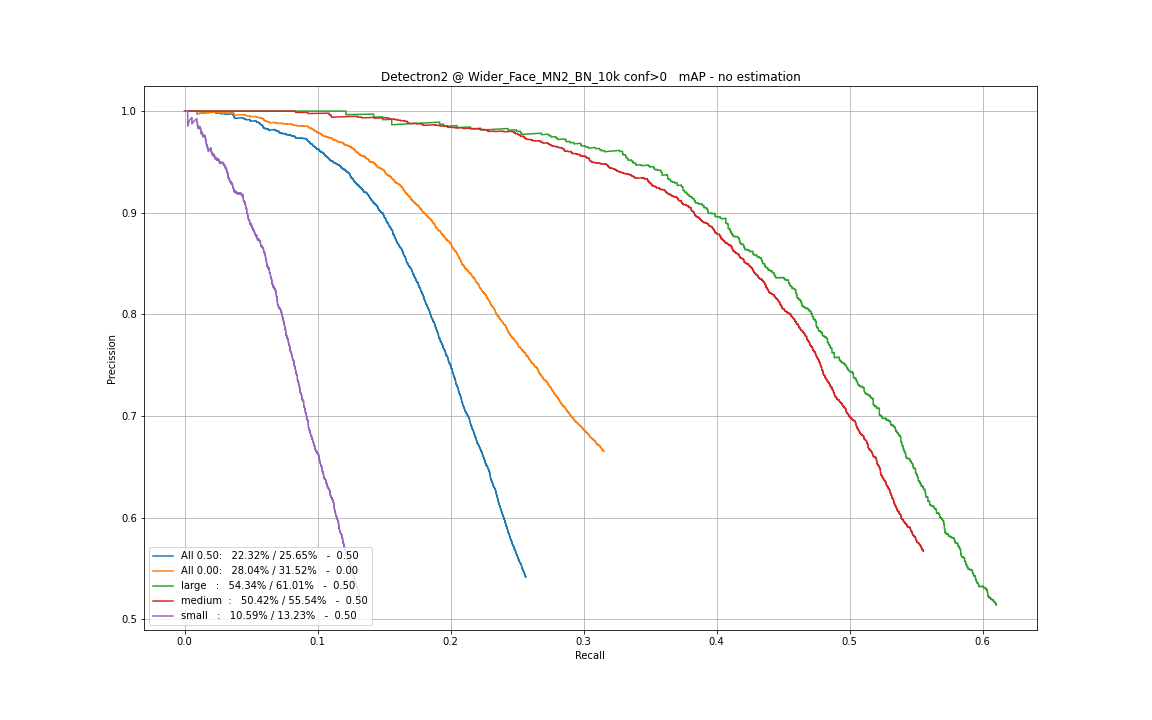 Detectron2 @ Wider_Face_MN2_BN_10k conf>0 mAP - no estimation
1.0
0.9
0.8
0.7
0.6
0.5
Precission
All 0.50: 22.32% / 25.65% - 0.50
All 0.00: 28.04% / 31.52% - 0.00
large : 54.34% / 61.01% - 0.50
medium : 50.42% / 55.54% - 0.50
small : 10.59% / 13.23% - 0.50
0.0 0.1 0.2 0.3 0.4 0.5 0.6
Recall